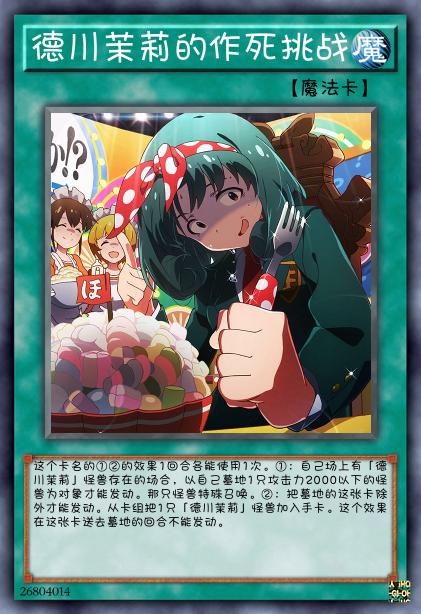 德川茉莉的作死挑战
魔
【魔法卡】
か!?
ほ
这个卡名的①②的效果1回合各能使用1次。①：自己场上有「德
川茉莉」怪兽存在的场合，以自己墓地1只攻击力2000以下的怪
兽为对象才能发动。那只怪兽特殊召唤。②：把墓地的这张卡除
外才能发动。从卡组把1只「德川茉莉」怪兽加入手卡。这个效果
在这张卡送去墓地的回合不能发动。
26804014